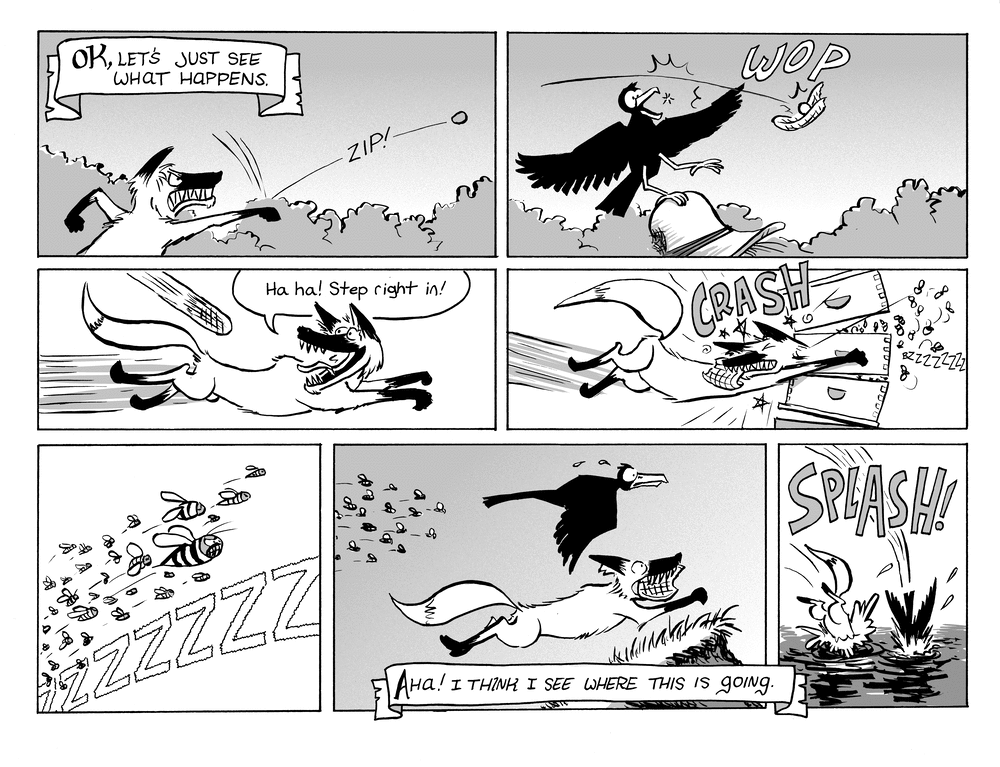 OK, LET'S JUST SEE
WHAT HAPPENS.
ZIP!
WOP
Ha ha! Step right in!
CRASH
BZZZZZZZ
ZZZZZZZ
SPLASH!
AHa! I THINK I SEE WHERE THIS IS going.